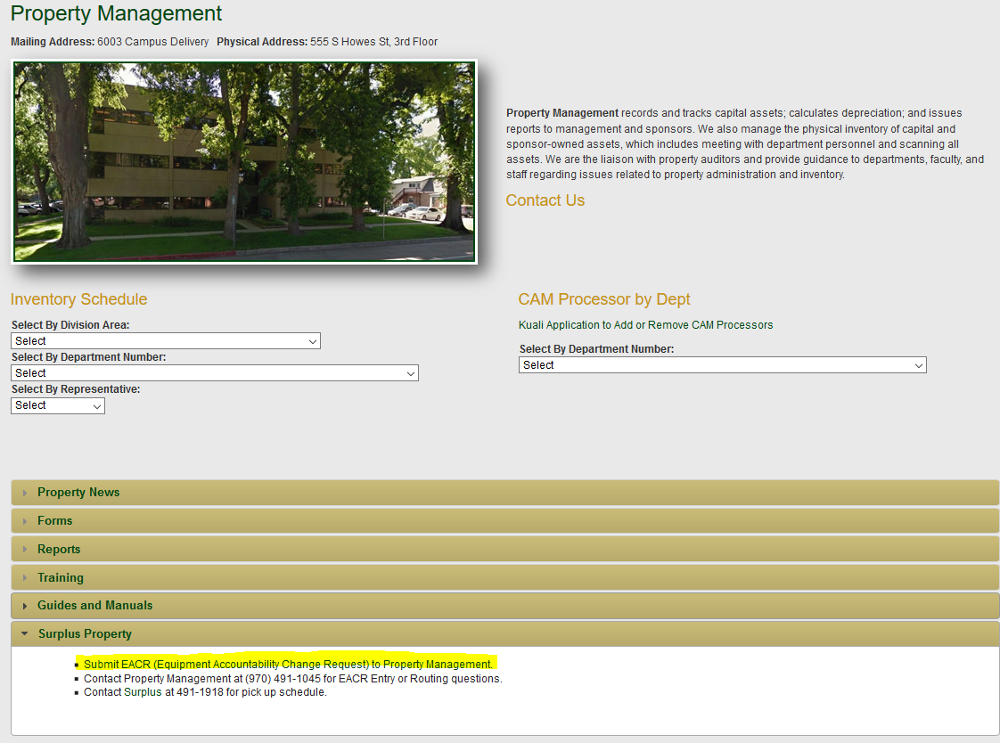 Property Management
Mailing Address: 6003 Campus Delivery Physical Address: 555 S Howes St, 3rd Floor
Property Management records and tracks capital assets; calculates depreciation; and issues
reports to management and sponsors. We also manage the physical inventory of capital and
sponsor-owned assets, which includes meeting with department personnel and scanning all
assets. We are the liaison with property auditors and provide guidance to departments, faculty, and
staff regarding issues related to property administration and inventory.
Contact Us
Inventory Schedule
Select By Division Area:
Select
Select By Department Number:
Select
Select By Representative:
Select
CAM Processor by Dept
Kuali Application to Add or Remove CAM Processors
Select By Department Number:
Select
Property News
Forms
Reports
Training
Guides and Manuals
Surplus Property
Submit EACR (Equipment Accountability Change Request) to Property Management.
Contact Property Management at (970) 491-1045 for EACR Entry or Routing questions.
Contact Surplus at 491-1918 for pick up schedule.